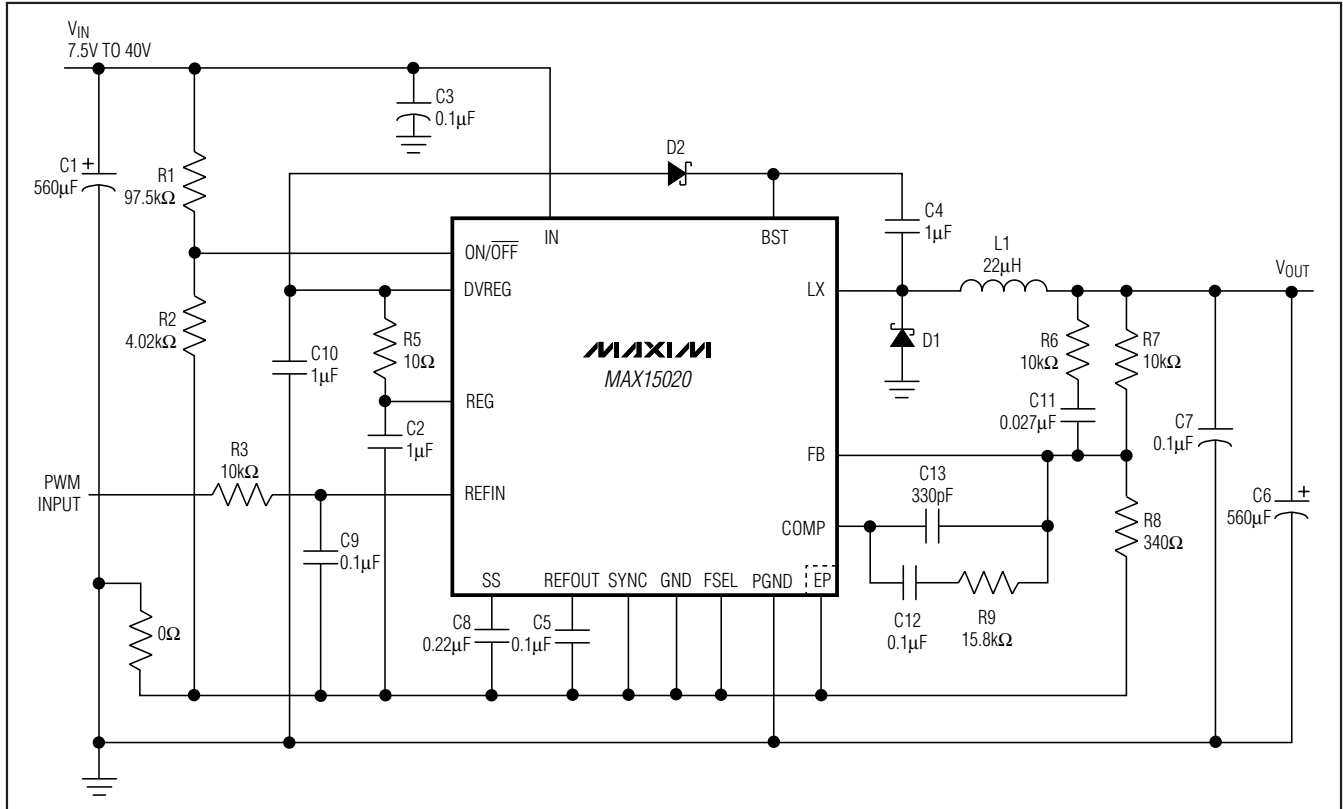 VIN
7.5V TO 40V
C3
0.1µF
C1
+
560µF
R1
97.5kΩ
D2
C4
1µF
L1
22µH
VOUT
IN
BST
ON/OFF
DVREG
LX
R2
4.02kΩ
C10
1µF
R5
10Ω
MAXIM
MAX15020
D1
R6
10kΩ
R7
10kΩ
REG
C2
1µF
C11
0.027µF
C7
0.1µF
FB
R3
10kΩ
PWM
INPUT
REFIN
C13
330pF
C6
+
560µF
COMP
R8
340Ω
C9
0.1µF
SS
REFOUT
SYNC
GND
FSEL
PGND
EP
0Ω
C8
0.22µF
C5
0.1µF
C12
0.1µF
R9
15.8kΩ